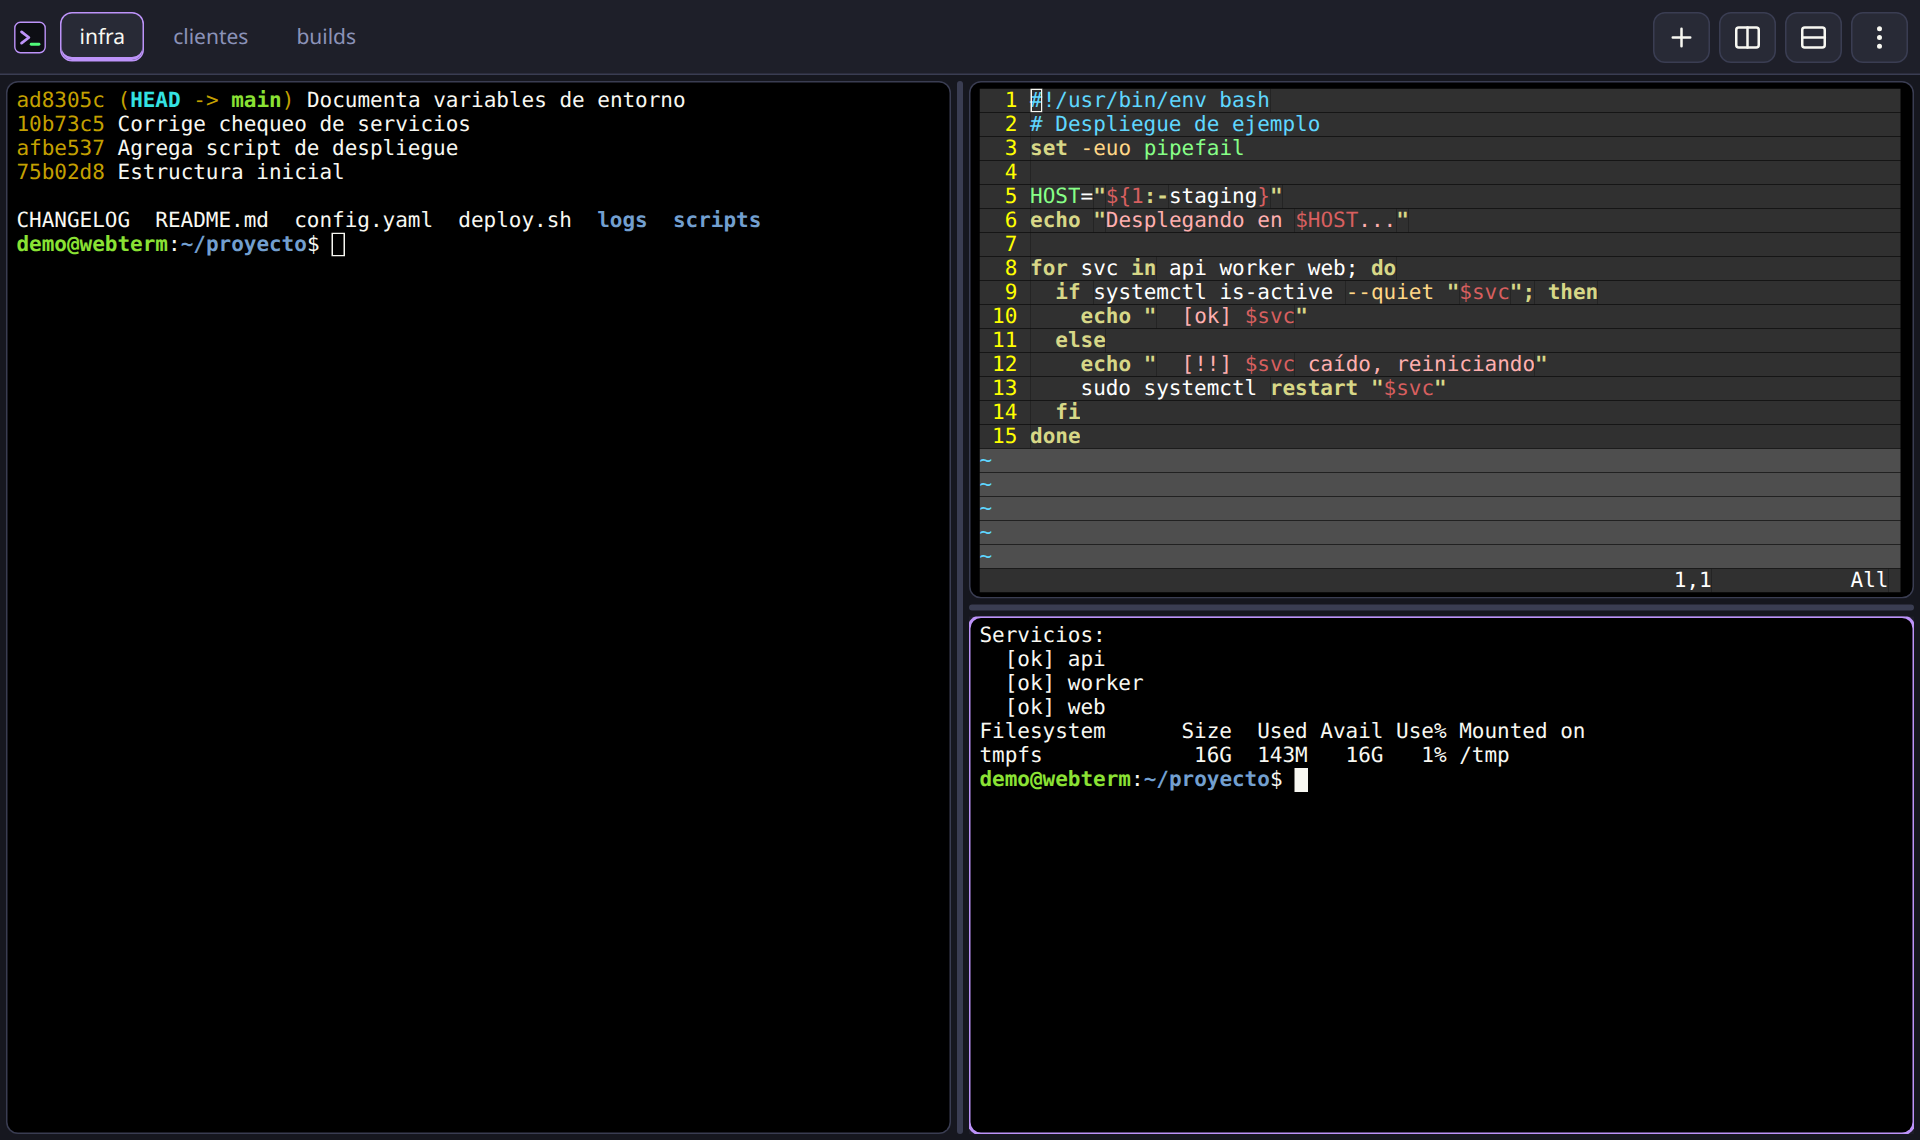 infra clientes builds
ad8305c (HEAD -> main) Documenta variables de entorno
10b73c5 Corrige chequeo de servicios
afbe537 Agrega script de despliegue
75b02d8 Estructura inicial
CHANGELOG  README.md  config.yaml  deploy.sh  logs  scripts
demo@webterm:~/proyecto$
1 #!/usr/bin/env bash
2 # Despliegue de ejemplo
3 set -euo pipefail
4
5 HOST="${1:-staging}"
6 echo "Desplegando en $HOST..."
7
8 for svc in api worker web; do
9   if systemctl is-active --quiet "$svc"; then
10     echo "  [ok] $svc"
11   else
12     echo "  [!!] $svc caído, reiniciando"
13     sudo systemctl restart "$svc"
14   fi
15 done
~
~
~
~
~
1,1 All
Servicios:
  [ok] api
  [ok] worker
  [ok] web
Filesystem      Size  Used Avail Use% Mounted on
tmpfs            16G  143M   16G   1% /tmp
demo@webterm:~/proyecto$